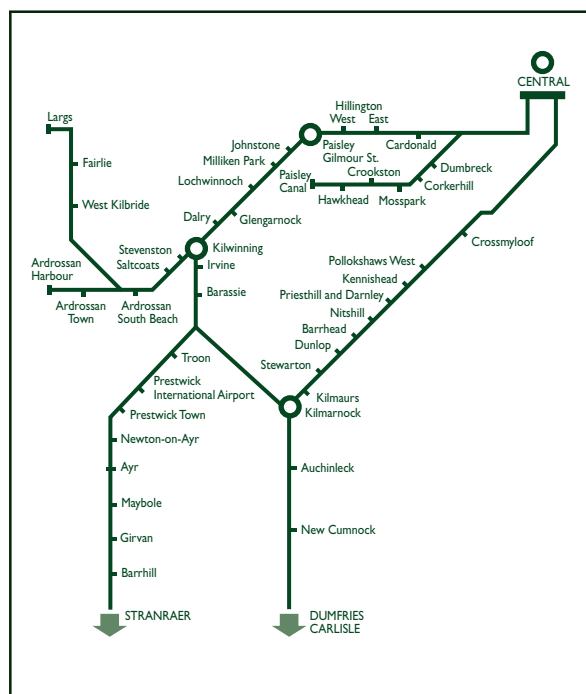 CENTRAL
Largs
Hillington
West East
Johnstone
Paisley
Gilmour St.
Cardonald
Milliken Park
Fairlie
Paisley
Canal
Crookston
Dumbreck
Lochwinnoch
Corkerhill
Hawkhead
Mosspark
West Kilbride
Dalry
Glengarnock
Crossmyloof
Stevenston
Kilwinning
Saltcoats
Ardrossan
Harbour
Irvine
Pollokshaws West
Kennishead
Barassie
Priesthill and Darnley
Ardrossan
Town
Ardrossan
South Beach
Nitshill
Barrhead
Dunlop
Troon
Stewarton
Prestwick
International Airport
Kilmaurs
Kilmarnock
Prestwick Town
Newton-on-Ayr
Ayr
Auchinleck
Maybole
New Cumnock
Girvan
Barrhill
STRANRAER
DUMFRIES
CARLISLE